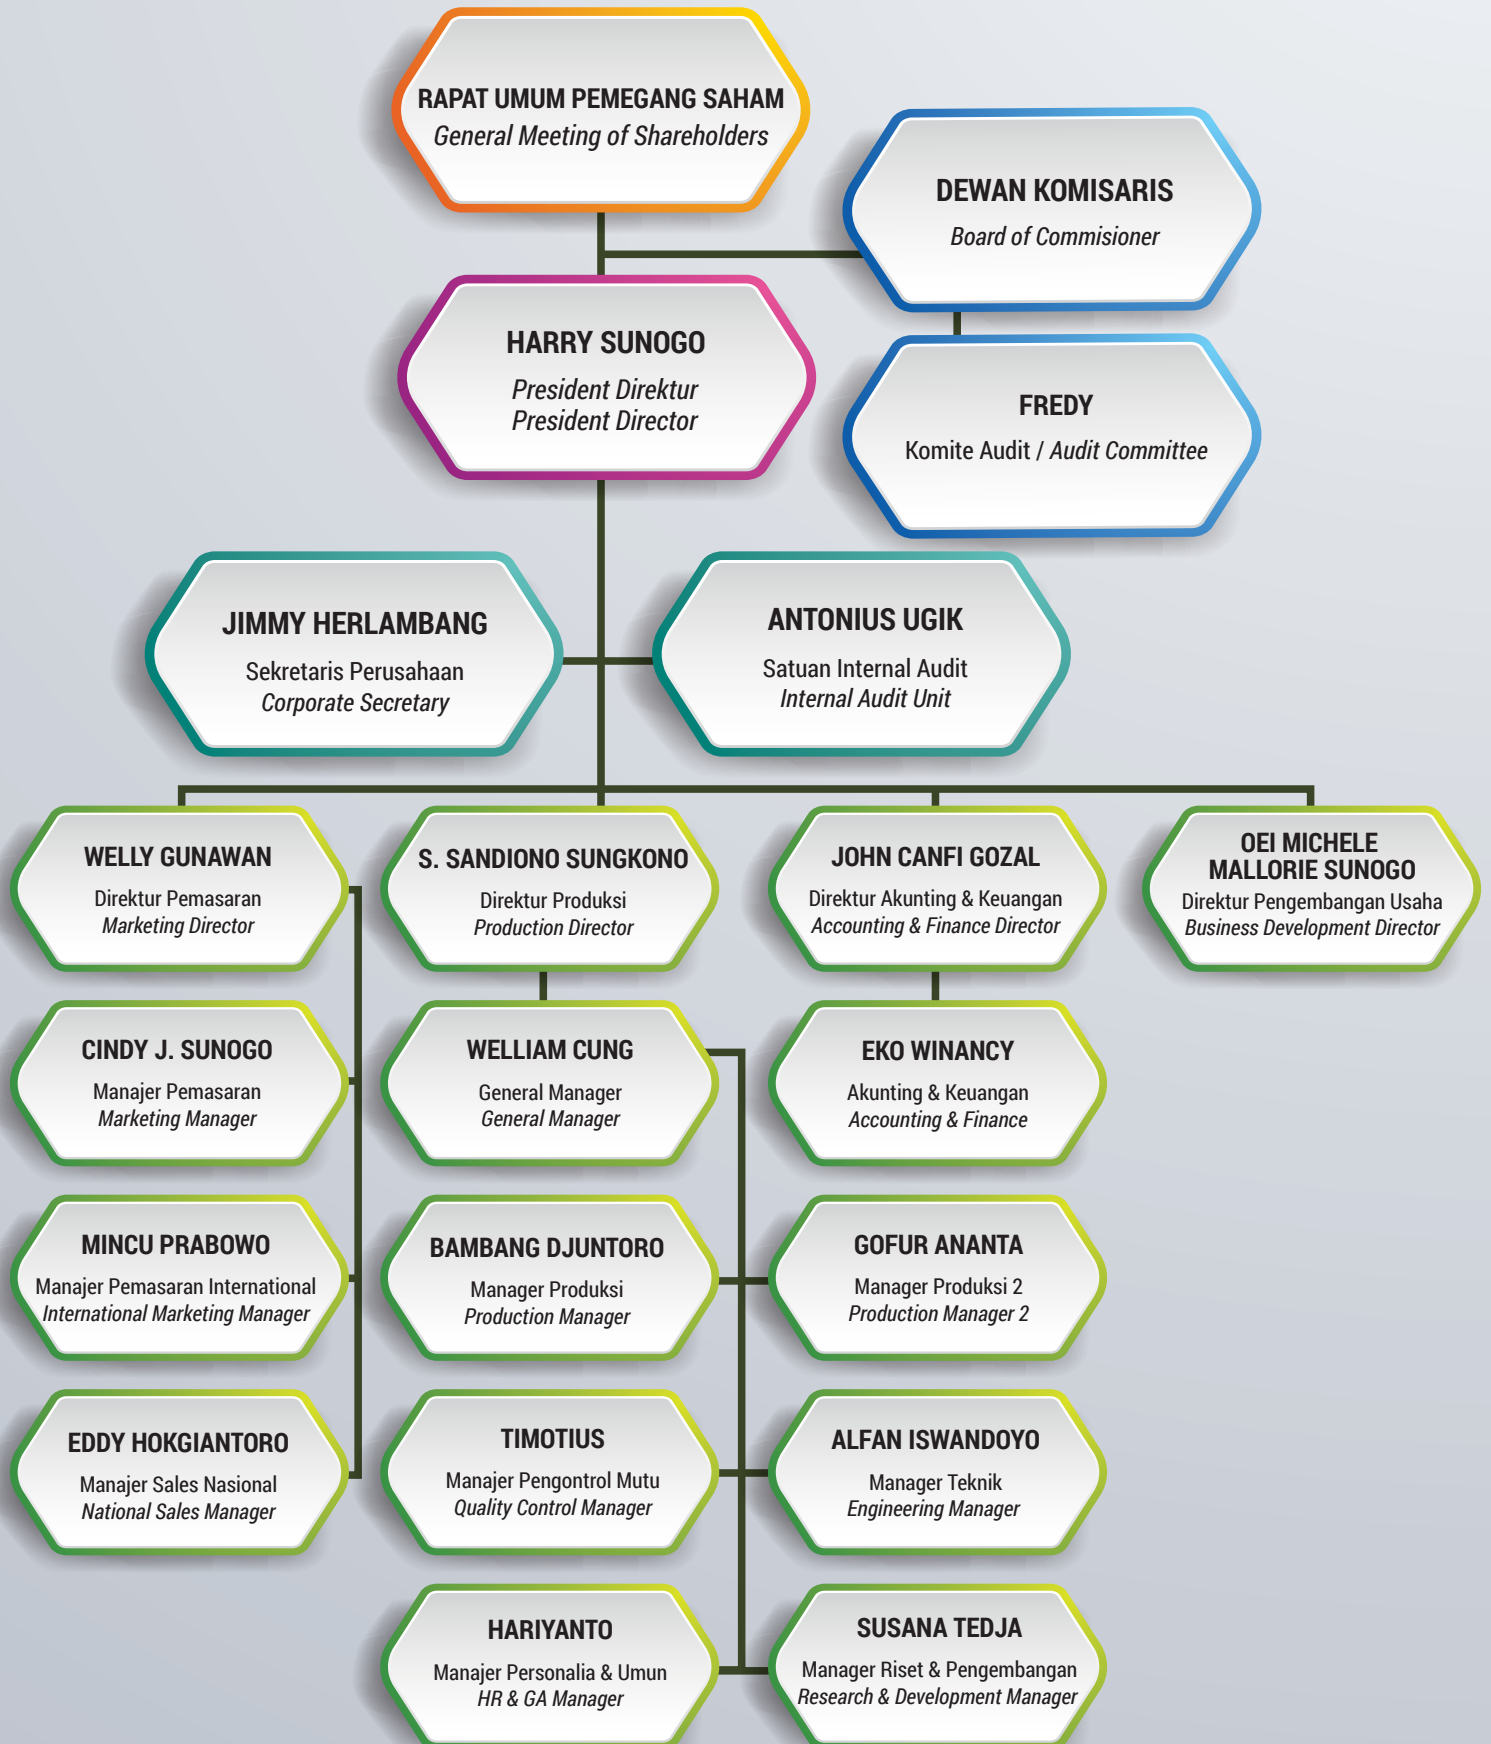 RAPAT UMUM PEMEGANG SAHAM
General Meeting of Shareholders
DEWAN KOMISARIS
Board of Commisioner
HARRY SUNOGO
President Direktur
President Director
FREDY
Komite Audit / Audit Committee
JIMMY HERLAMBANG
Sekretaris Perusahaan
Corporate Secretary
ANTONIUS UGIK
Satuan Internal Audit
Internal Audit Unit
WELLY GUNAWAN
Direktur Pemasaran
Marketing Director
S. SANDIONO SUNGKONO
Direktur Produksi
Production Director
JOHN CANFI GOZAL
Direktur Akunting & Keuangan
Accounting & Finance Director
OEI MICHELE
MALLORIE SUNOGO
Direktur Pengembangan Usaha
Business Development Director
CINDY J. SUNOGO
Manajer Pemasaran
Marketing Manager
WELLIAM CUNG
General Manager
General Manager
EKO WINANCY
Akunting & Keuangan
Accounting & Finance
MINCU PRABOWO
Manajer Pemasaran International
International Marketing Manager
BAMBANG DJUNTORO
Manager Produksi
Production Manager
GOFUR ANANTA
Manager Produksi 2
Production Manager 2
EDDY HOKGIANTORO
Manajer Sales Nasional
National Sales Manager
TIMOTIUS
Manajer Pengontrol Mutu
Quality Control Manager
ALFAN ISWANDOYO
Manager Teknik
Engineering Manager
HARIYANTO
Manajer Personalia & Umun
HR & GA Manager
SUSANA TEDJA
Manager Riset & Pengembangan
Research & Development Manager